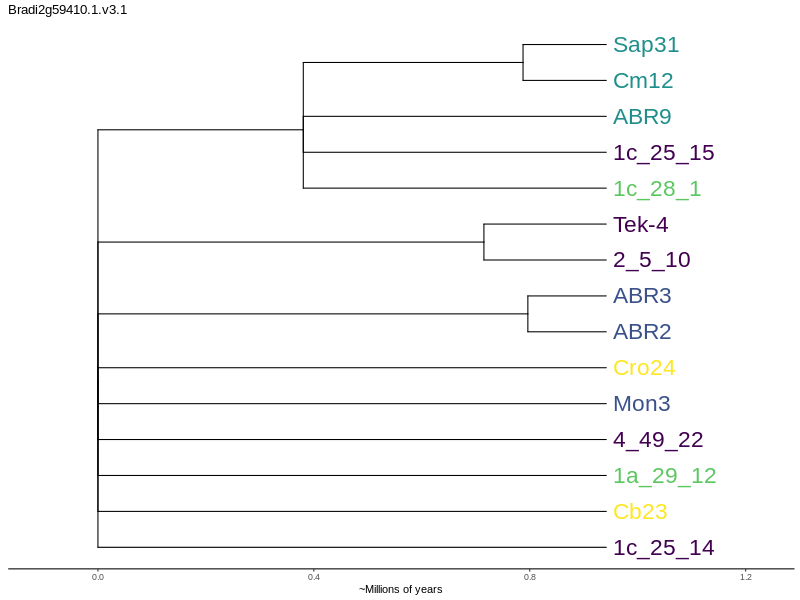 Bradi2g59410.1.v3.1
Sap31
Cm12
ABR9
1c_25_15
1c_28_1
Tek-4
2_5_10
ABR3
ABR2
Cro24
Mon3
4_49_22
1a_29_12
Cb23
1c_25_14
0.0 0.4 0.8 1.2
~Millions of years